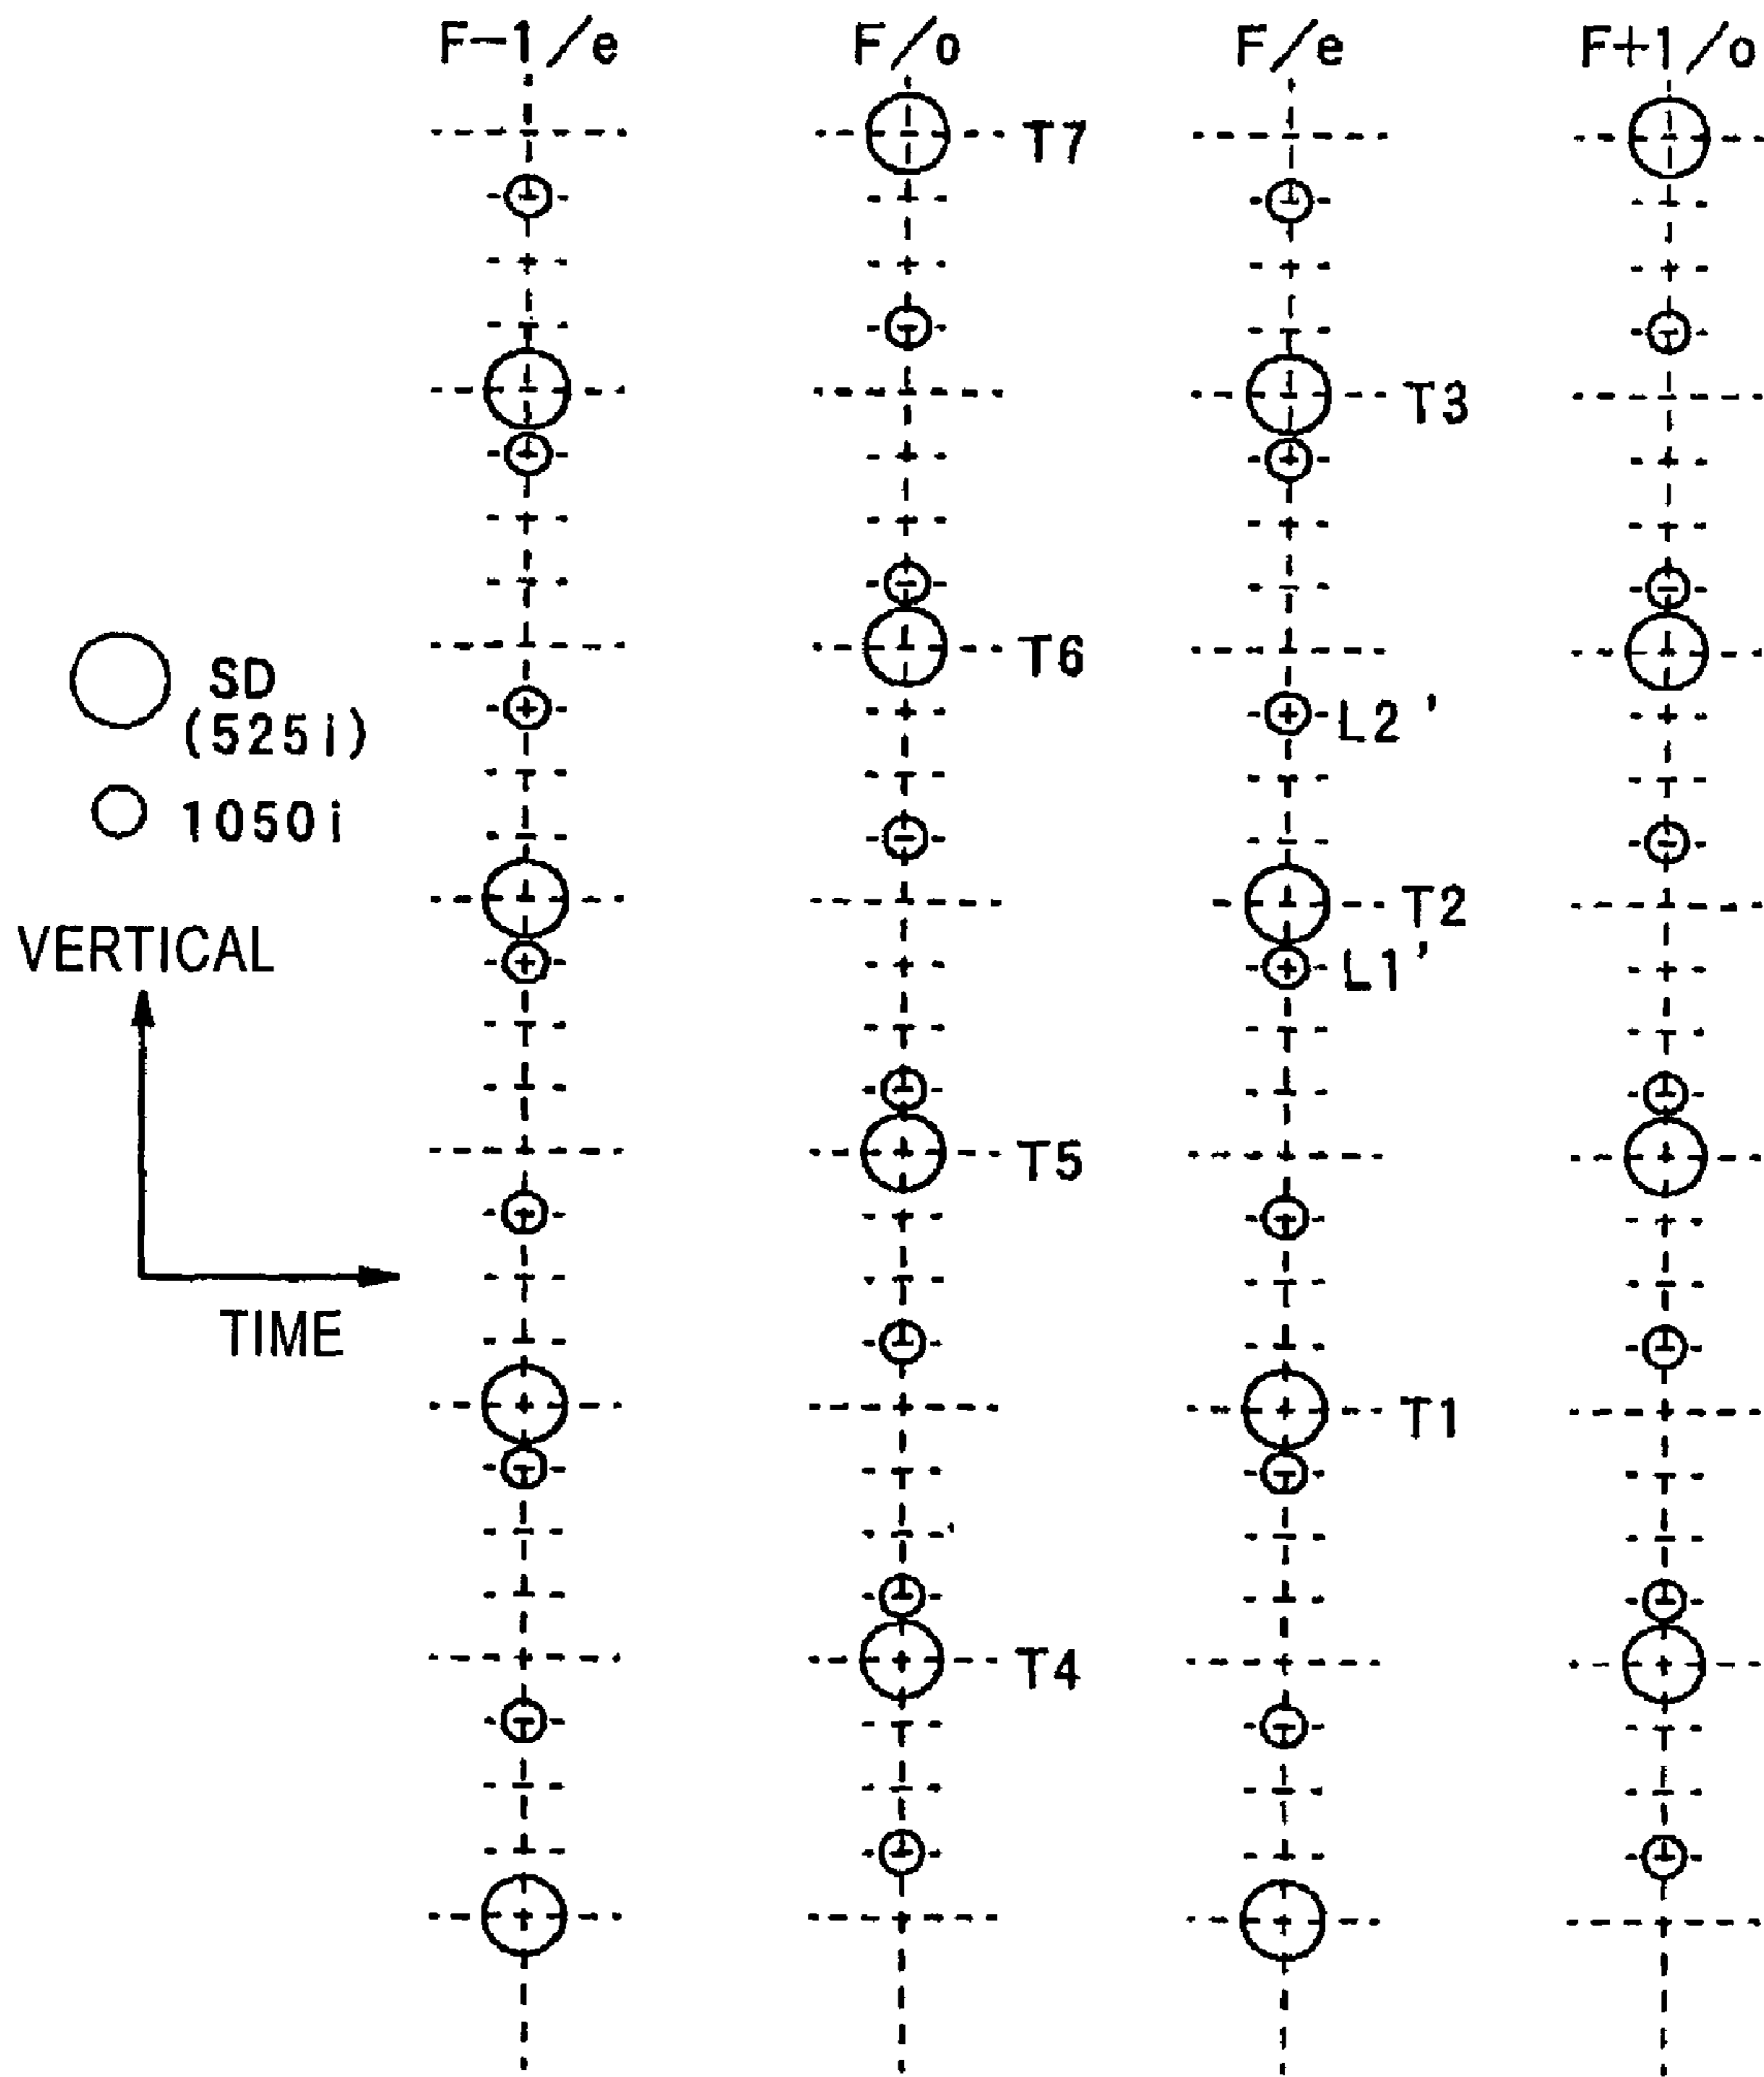 F-1/e F/o F/e F+1/o
T7
T3
T6
SD
(525i)
L2'
1050i
T2
VERTICAL
L1'
T5
TIME
T1
T4